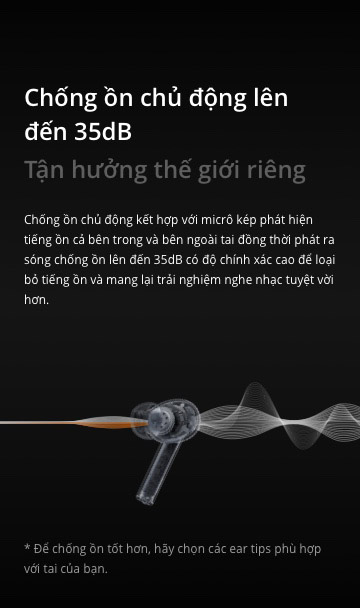 Chống ồn chủ động lên
đến 35dB
Tận hưởng thế giới riêng
Chống ồn chủ động kết hợp với micrô kép phát hiện
tiếng ồn cả bên trong và bên ngoài tai đồng thời phát ra
sóng chống ồn lên đến 35dB có độ chính xác cao để loại
bỏ tiếng ồn và mang lại trải nghiệm nghe nhạc tuyệt vời
hơn.
* Để chống ồn tốt hơn, hãy chọn các ear tips phù hợp
với tai của bạn.